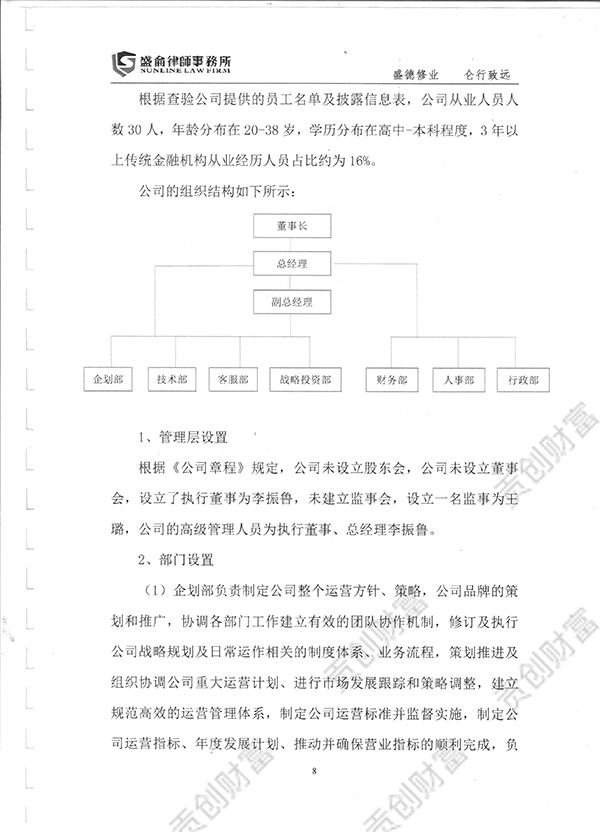 盛侖律師事務所
SUNLINE LAW FIRM
盛德修业 仑行致远
根据查验公司提供的员工名单及披露信息表，公司从业人员人
数 30 人，年龄分布在 20-38 岁，学历分布在高中-本科程度，3 年以
上传统金融机构从业经历人员占比约为 16%。
公司的组织结构如下所示：
董事长
总经理
副总经理
企划部 技术部 客服部 战略投资部 财务部 人事部 行政部
1、管理层设置
根据《公司章程》规定，公司未设立股东会，公司未设立董事
会，设立了执行董事为李振鲁，未建立监事会，设立一名监事为王
璐，公司的高级管理人员为执行董事、总经理李振鲁。
2、部门设置
（1）企划部负责制定公司整个运营方针、策略，公司品牌的策
划和推广，协调各部门工作建立有效的团队协作机制，修订及执行
公司战略规划及日常运作相关的制度体系、业务流程，策划推进及
组织协调公司重大运营计划、进行市场发展跟踪和策略调整，建立
规范高效的运营管理体系，制定公司运营标准并监督实施，制定公
司运营指标、年度发展计划、推动并确保营业指标的顺利完成，负
8
贡创财富
贡创财富
贡创财富
贡创财富
贡创财富